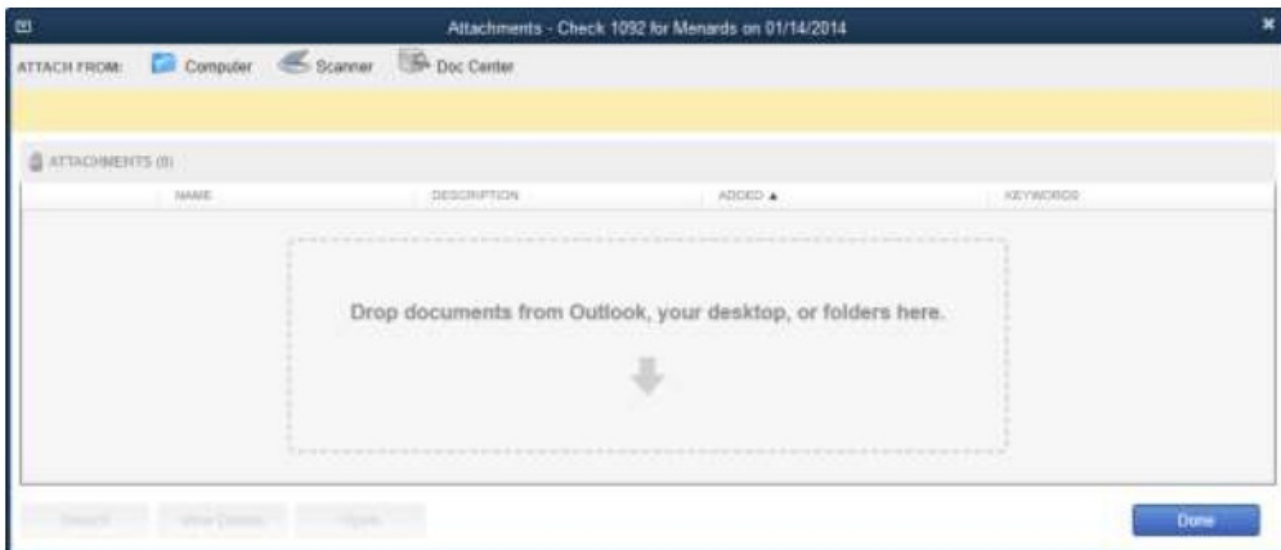 Attachments - Check 1092 for Menards on 01/14/2014
ATTACH FROM: Computer Scanner Doc Center
ATTACHMENTS (0)
NAME DESCRIPTION ADDED ▲ KEYWORDS
Drop documents from Outlook, your desktop, or folders here.
Done